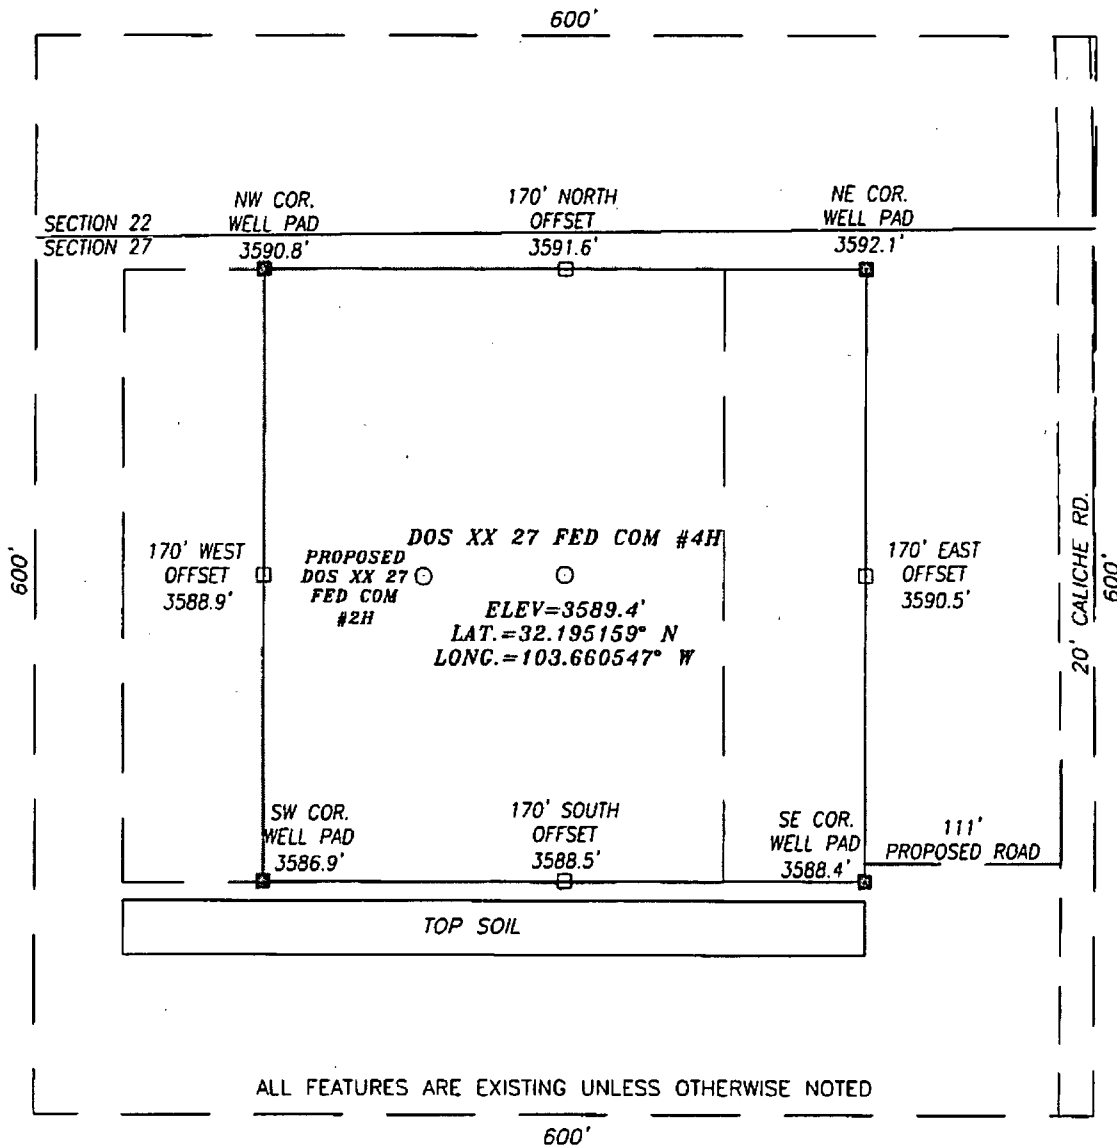 600'
NW COR.
WELL PAD
3590.8'
170' NORTH
OFFSET
3591.6'
NE COR.
WELL PAD
3592.1'
SECTION 22
SECTION 27
600'
170' WEST
OFFSET
3588.9'
PROPOSED
DOS XX 27
FED COM
#2H
DOS XX 27 FED COM #4H
ELEV=3589.4'
LAT.=32.195159° N
LONG.=103.660547° W
170' EAST
OFFSET
3590.5'
20' CALICHE RD.
600'
SW COR.
WELL PAD
3586.9'
170' SOUTH
OFFSET
3588.5'
SE COR.
WELL PAD
3588.4'
111'
PROPOSED ROAD
TOP SOIL
ALL FEATURES ARE EXISTING UNLESS OTHERWISE NOTED
600'